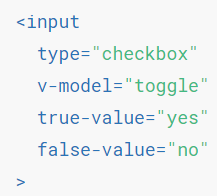 <input
  type="checkbox"
  v-model="toggle"
  true-value="yes"
  false-value="no"
>